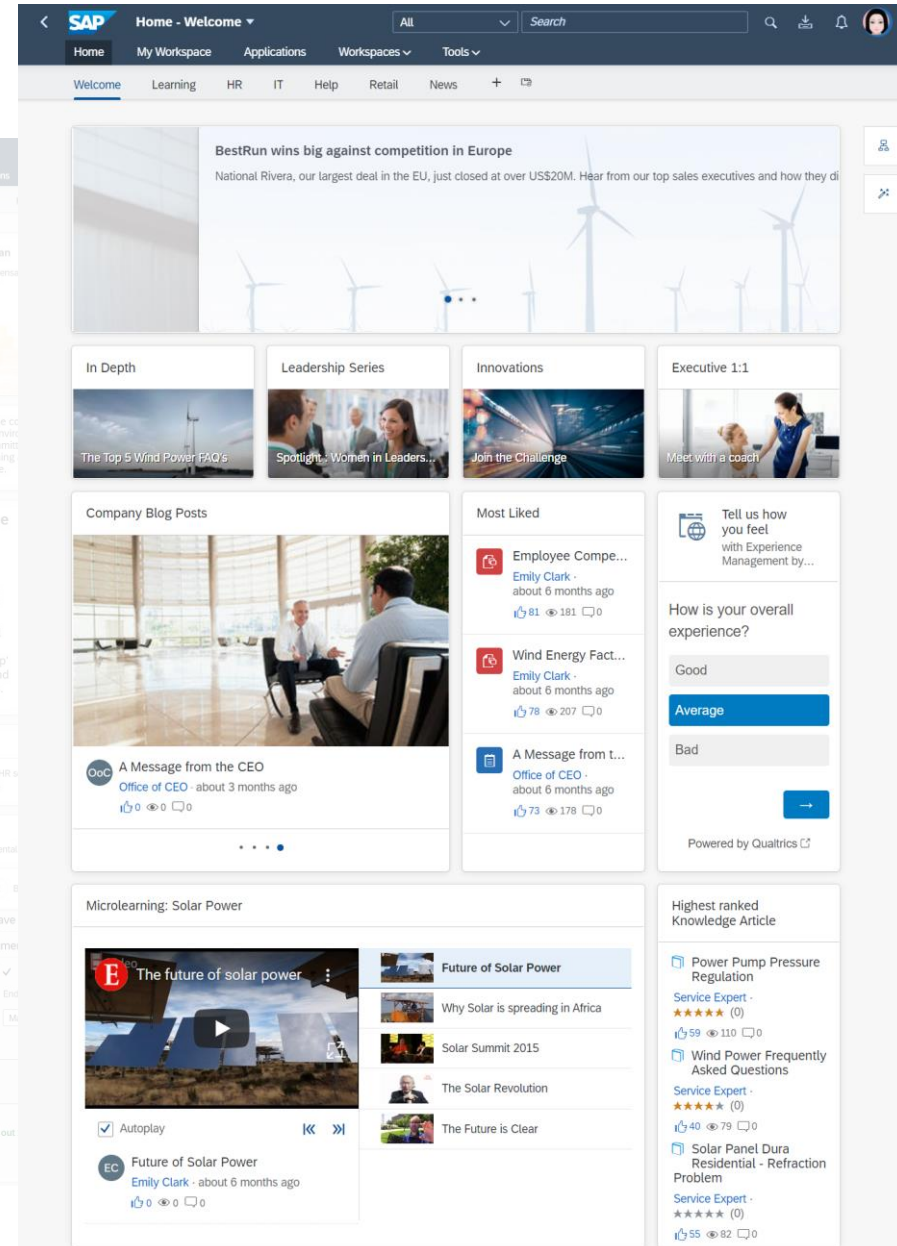 SAP Home - Welcome All Search
Home My Workspace Applications Workspaces Tools
Welcome Learning HR IT Help Retail News +
BestRun wins big against competition in Europe
National Rivera, our largest deal in the EU, just closed at over US$20M. Hear from our top sales executives and how they di
In Depth
The Top 5 Wind Power FAQ's
Leadership Series
Spotlight : Women in Leaders...
Innovations
Join the Challenge
Executive 1:1
Meet with a coach
Company Blog Posts
OoC A Message from the CEO
Office of CEO · about 3 months ago
0 0 0
Most Liked
Employee Compe...
Emily Clark ·
about 6 months ago
81 181 0
Wind Energy Fact...
Emily Clark ·
about 6 months ago
78 207 0
A Message from t...
Office of CEO ·
about 6 months ago
73 178 0
Tell us how
you feel
with Experience
Management by...
How is your overall
experience?
Good
Average
Bad
→
Powered by Qualtrics
Microlearning: Solar Power
E The future of solar power
Autoplay
EC Future of Solar Power
Emily Clark · about 6 months ago
0 0 0
Future of Solar Power
Why Solar is spreading in Africa
Solar Summit 2015
The Solar Revolution
The Future is Clear
Highest ranked
Knowledge Article
Power Pump Pressure
Regulation
Service Expert ·
★★★★★ (0)
59 110 0
Wind Power Frequently
Asked Questions
Service Expert ·
★★★★★ (0)
40 79 0
Solar Panel Dura
Residential - Refraction
Problem
Service Expert ·
★★★★★ (0)
55 82 0